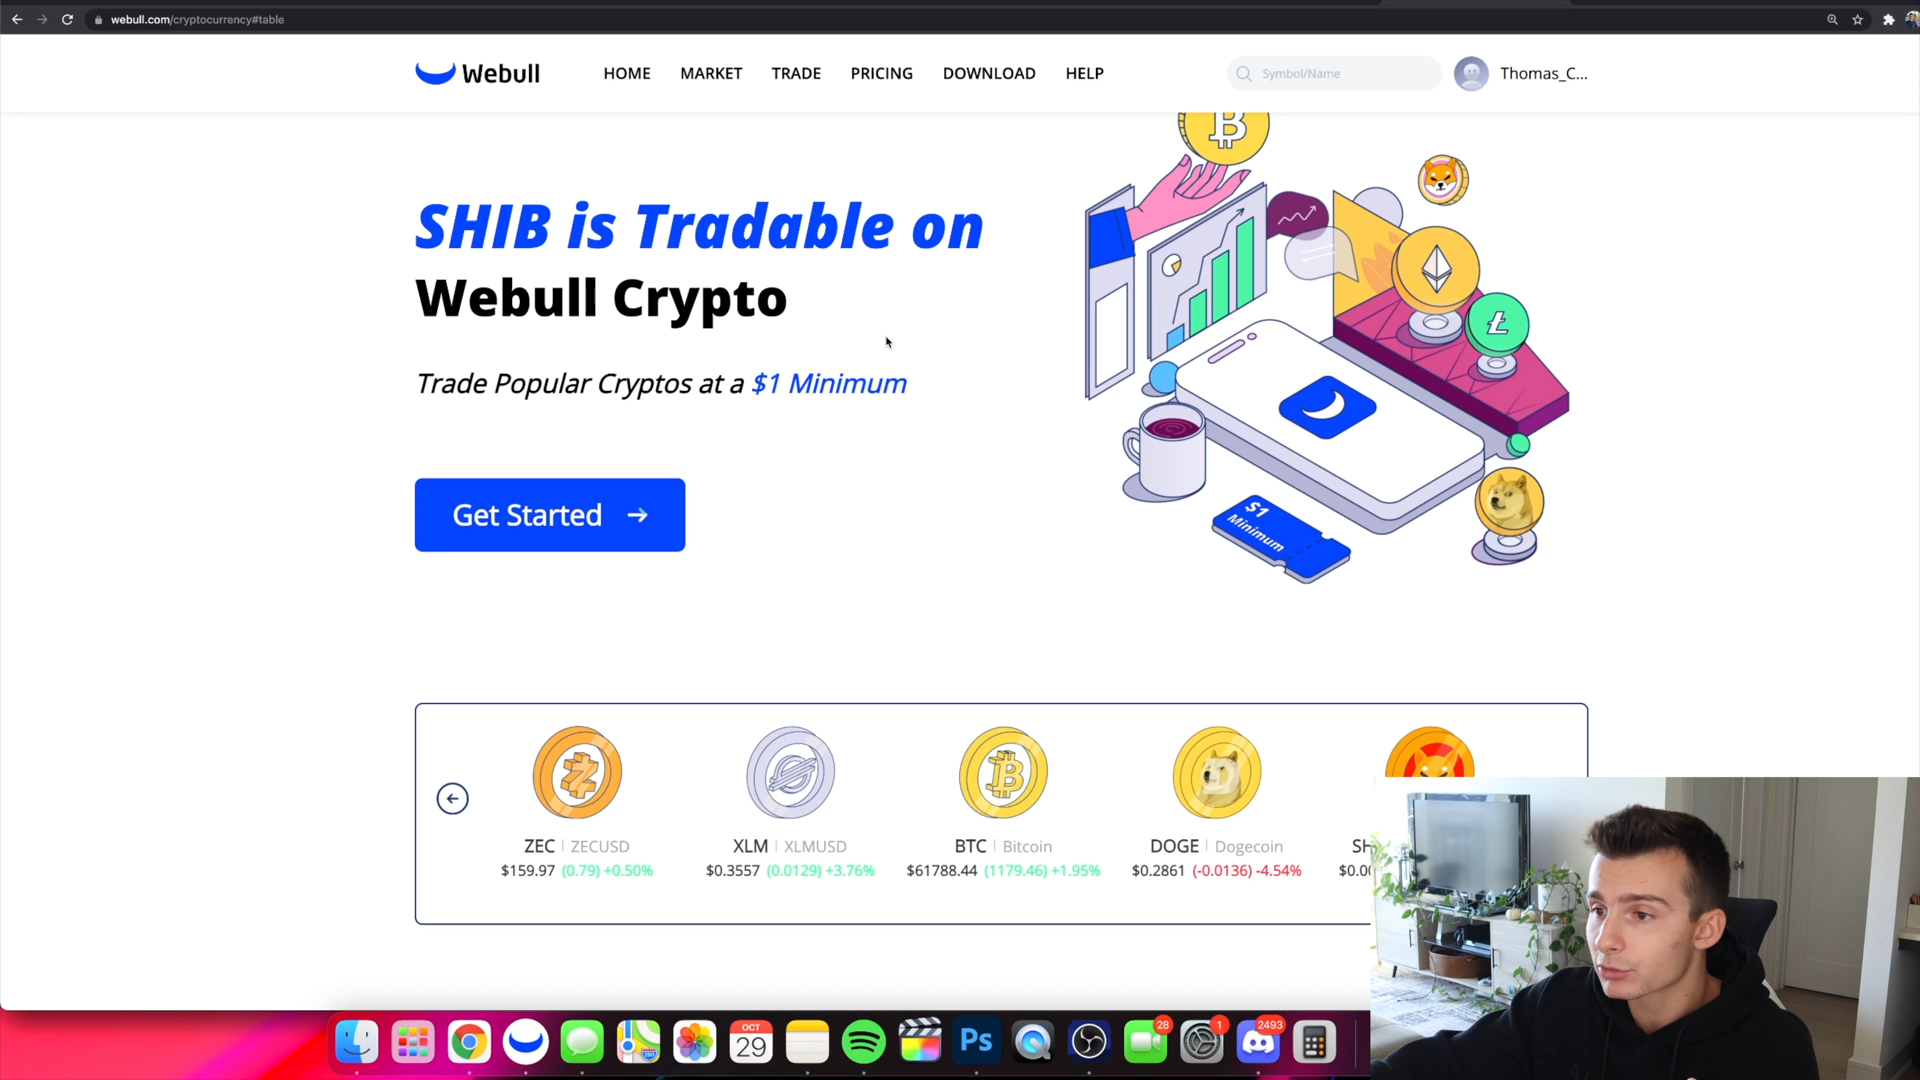 webull.com/cryptocurrency#table
Webull
HOME MARKET TRADE PRICING DOWNLOAD HELP
Symbol/Name
Thomas_C...
SHIB is Tradable on
Webull Crypto
Trade Popular Cryptos at a $1 Minimum
Get Started →
$1
Minimum
ZEC | ZECUSD
$159.97 (0.79) +0.50%
XLM | XLMUSD
$0.3557 (0.0129) +3.76%
BTC | Bitcoin
$61788.44 (1179.46) +1.95%
DOGE | Dogecoin
$0.2861 (-0.0136) -4.54%
SH
$0.00
OCT
29
Ps
28
1
2493